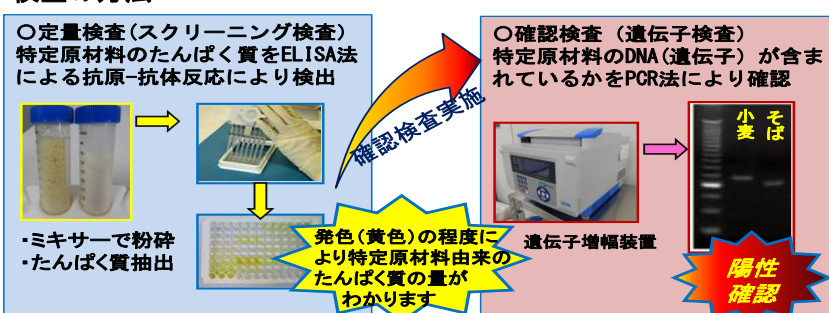 〇定量検査(スクリーニング検査)
特定原材料のたんぱく質をELISA法
による抗原-抗体反応により検出
・ミキサーで粉砕
・たんぱく質抽出
発色(黄色)の程度に
より特定原材料由来の
たんぱく質の量が
わかります
確認検査実施
〇確認検査(遺伝子検査)
特定原材料のDNA(遺伝子)が含ま
れているかをPCR法により確認
遺伝子増幅装置
小麦
そば
陽性
確認